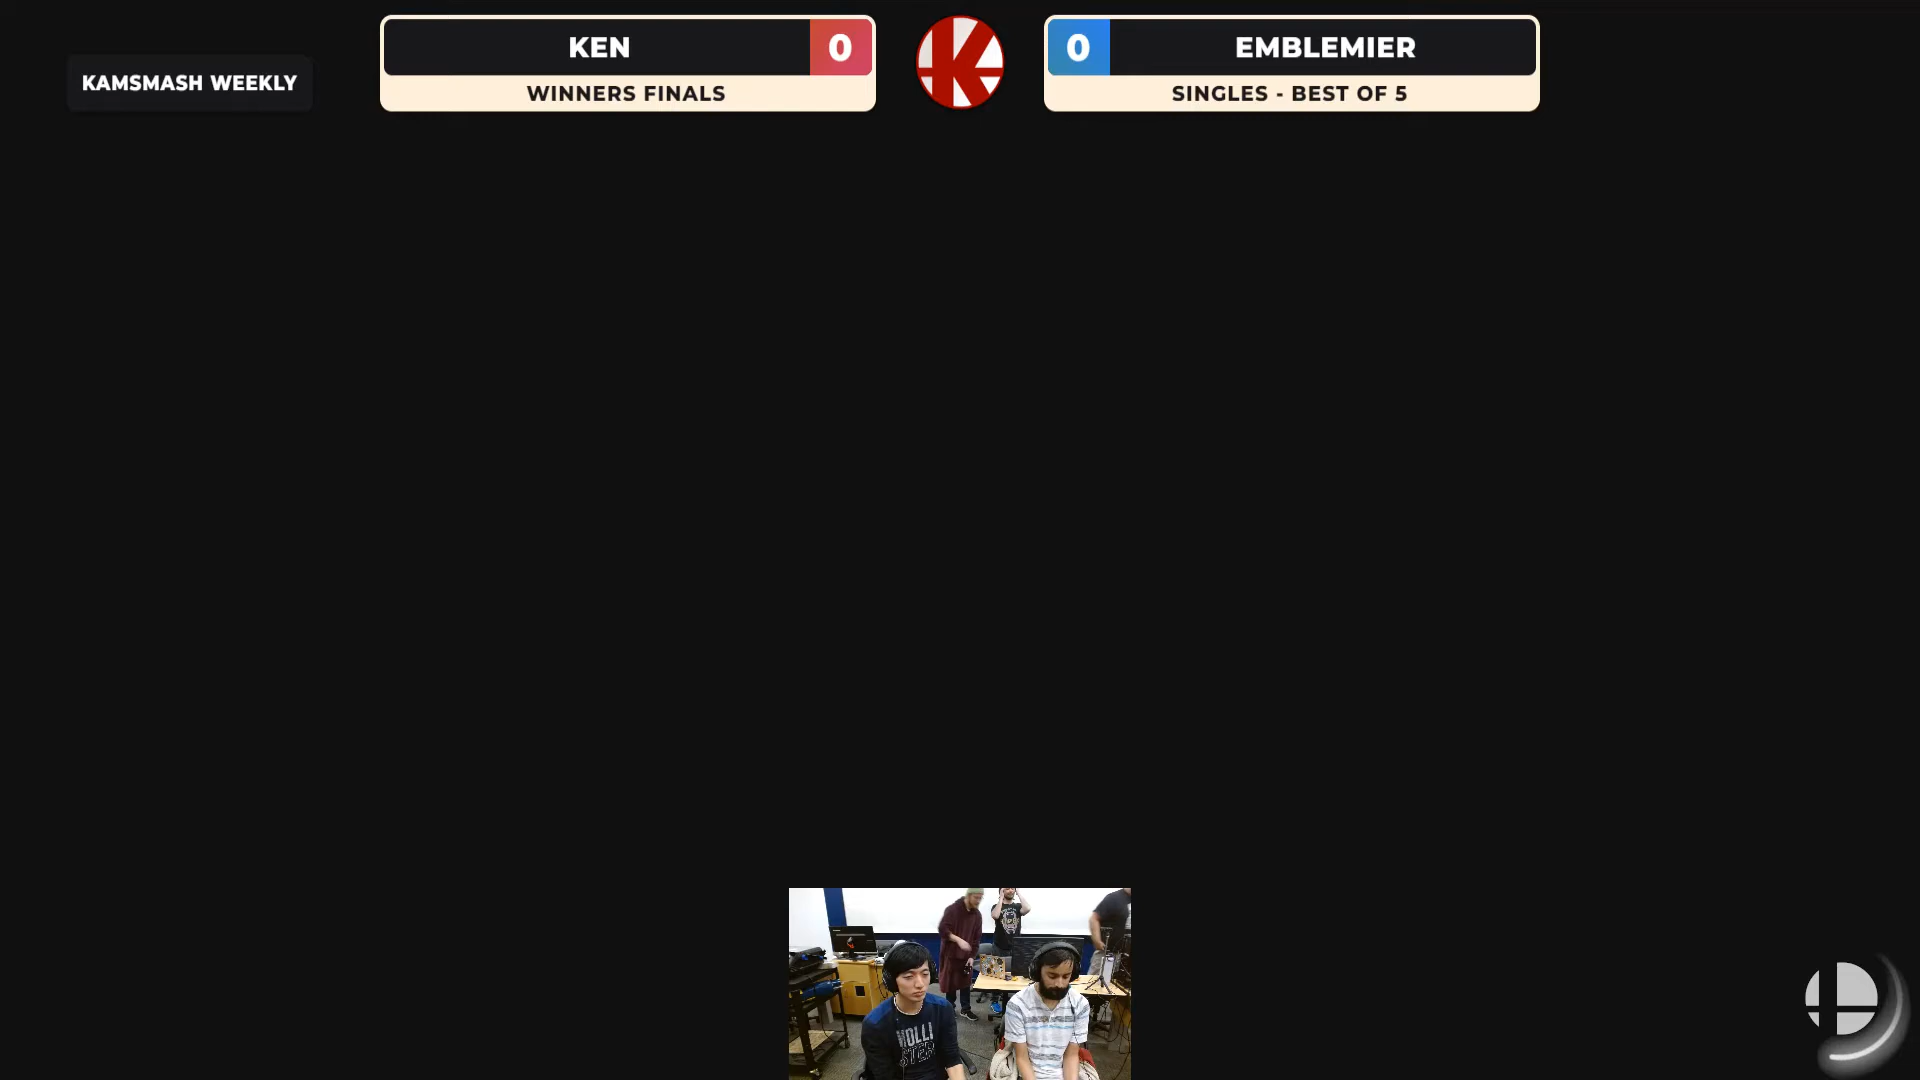 KAMSMASH WEEKLY
KEN 0
WINNERS FINALS
K
0 EMBLEMIER
SINGLES - BEST OF 5